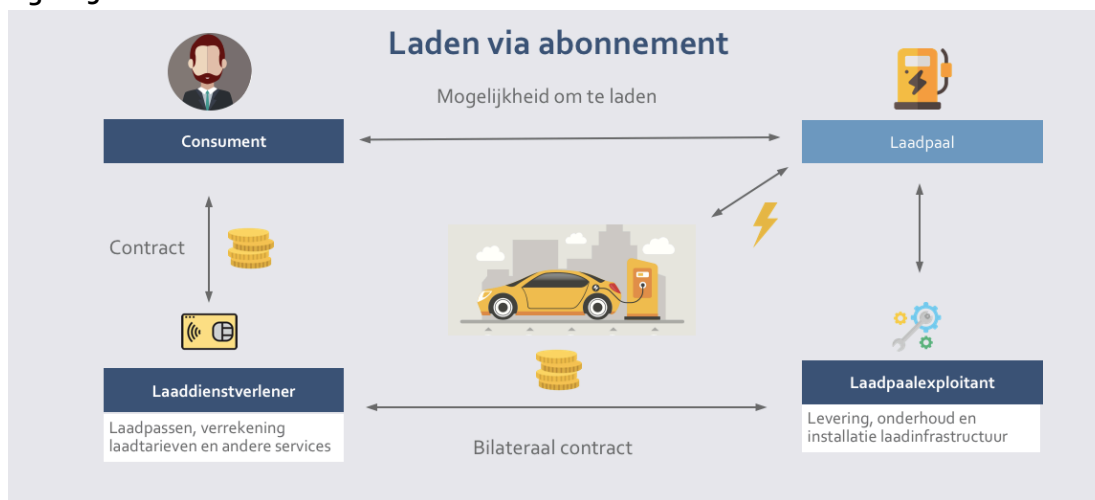 Laden via abonnement
Mogelijkheid om te laden
Consument
Laadpaal
Contract
Laaddienstverlener
Laadpassen, verrekening
laadtarieven en andere services
Bilateraal contract
Laadpaalexploitant
Levering, onderhoud en
installatie laadinfrastructuur